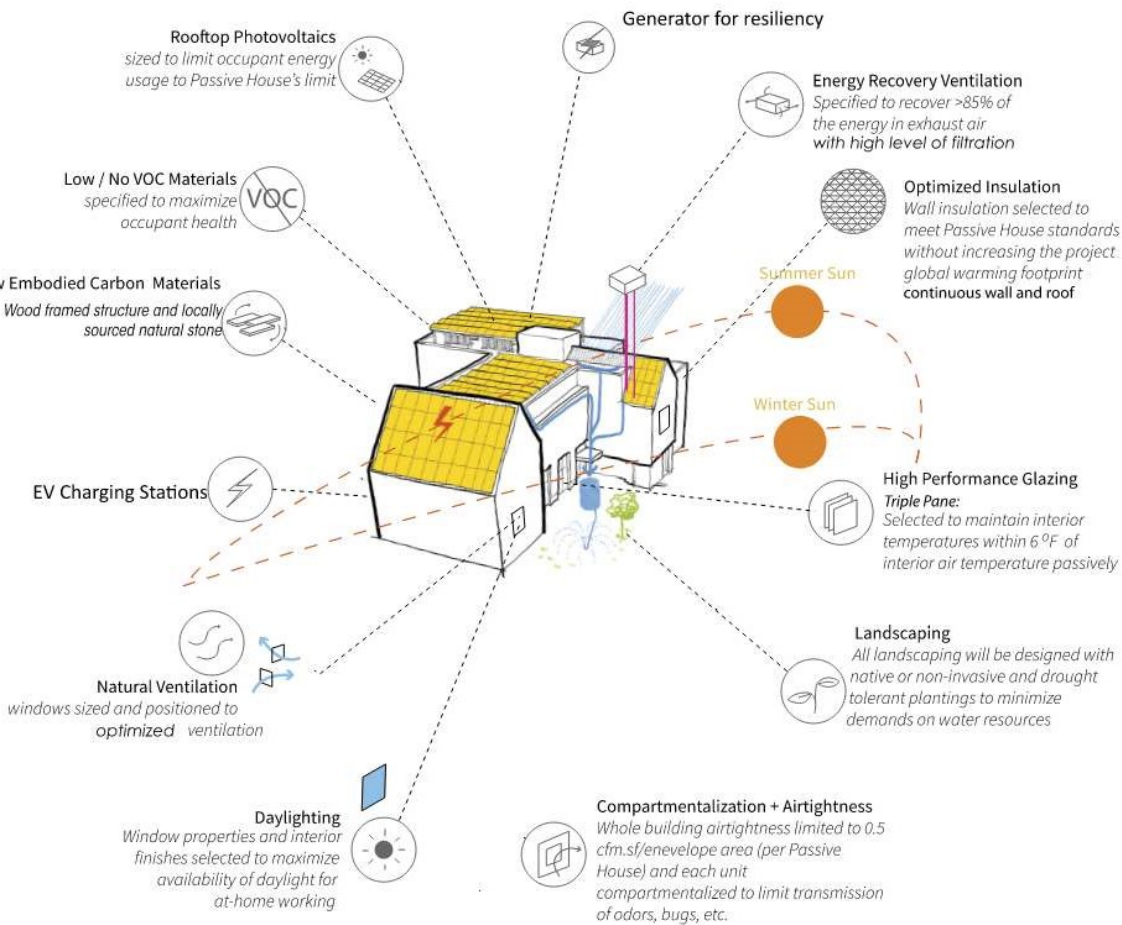 Generator for resiliency
Rooftop Photovoltaics
sized to limit occupant energy
usage to Passive House's limit
Energy Recovery Ventilation
Specified to recover >85% of
the energy in exhaust air
with high level of filtration
Low / No VOC Materials
specified to maximize
occupant health
VOC
Optimized Insulation
Wall insulation selected to
meet Passive House standards
without increasing the project
global warming footprint
continuous wall and roof
Embodied Carbon Materials
Wood framed structure and locally
sourced natural stone
Summer Sun
Winter Sun
EV Charging Stations
High Performance Glazing
Triple Pane:
Selected to maintain interior
temperatures within 6 ⁰F of
interior air temperature passively
Natural Ventilation
windows sized and positioned to
optimized ventilation
Landscaping
All landscaping will be designed with
native or non-invasive and drought
tolerant plantings to minimize
demands on water resources
Daylighting
Window properties and interior
finishes selected to maximize
availability of daylight for
at-home working
Compartmentalization + Airtightness
Whole building airtightness limited to 0.5
cfm.sf/enevelope area (per Passive
House) and each unit
compartmentalized to limit transmission
of odors, bugs, etc.